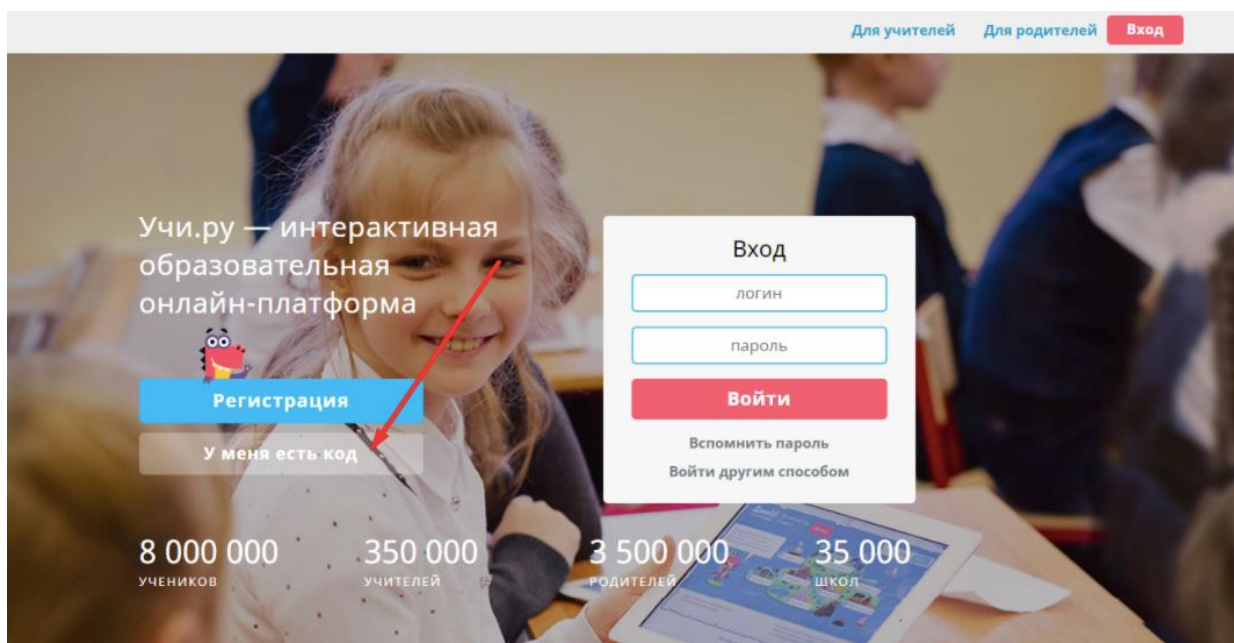 Для учителей Для родителей Вход
Учи.ру — интерактивная
образовательная
онлайн-платформа
Регистрация
У меня есть код
Вход
логин
пароль
Войти
Вспомнить пароль
Войти другим способом
8 000 000 350 000 3 500 000 35 000
УЧЕНИКОВ УЧИТЕЛЕЙ РОДИТЕЛЕЙ ШКОЛ